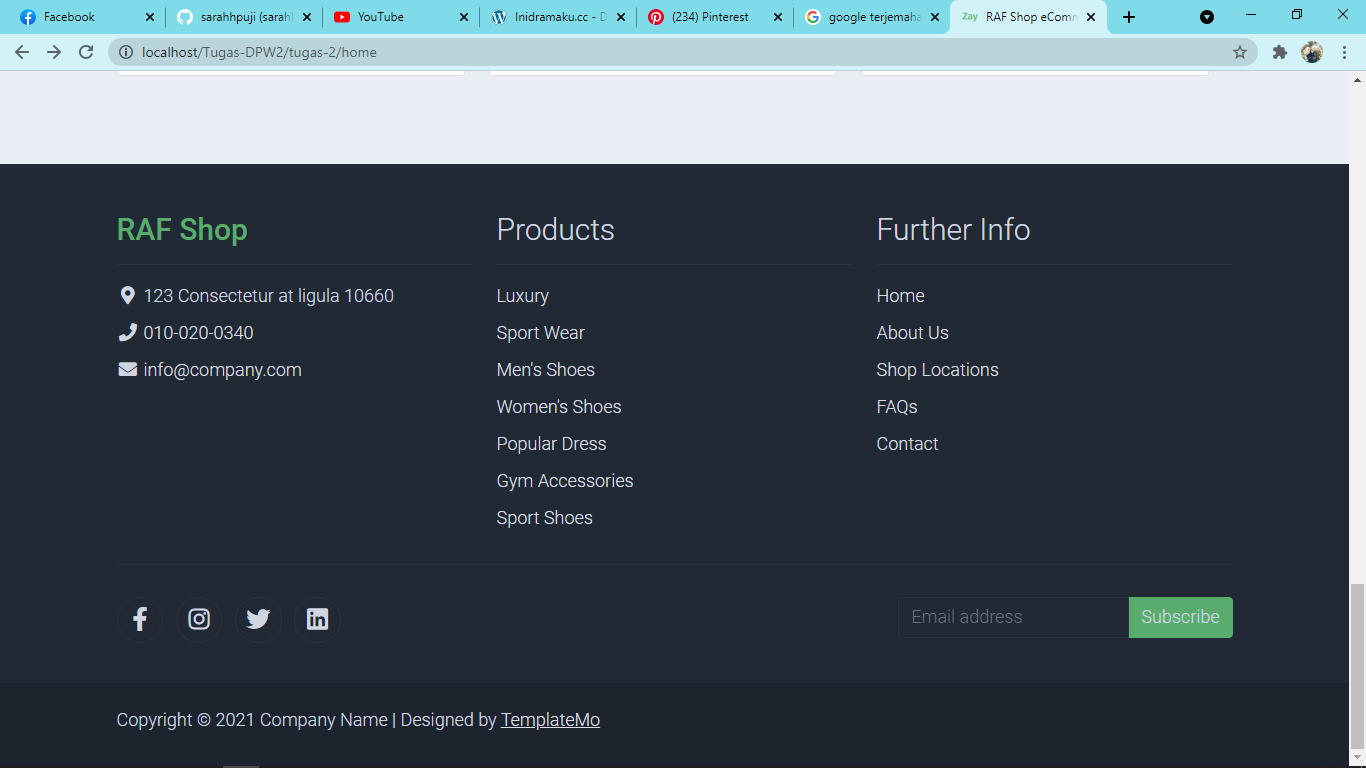 Facebook
sarahhpuji (sarahh
YouTube
Inidramaku.cc - D
(234) Pinterest
google terjemaha
Zay
RAF Shop eComm
localhost/Tugas-DPW2/tugas-2/home
RAF Shop
123 Consectetur at ligula 10660
010-020-0340
info@company.com
Products
Luxury
Sport Wear
Men's Shoes
Women's Shoes
Popular Dress
Gym Accessories
Sport Shoes
Further Info
Home
About Us
Shop Locations
FAQs
Contact
Email address
Subscribe
Copyright © 2021 Company Name | Designed by TemplateMo